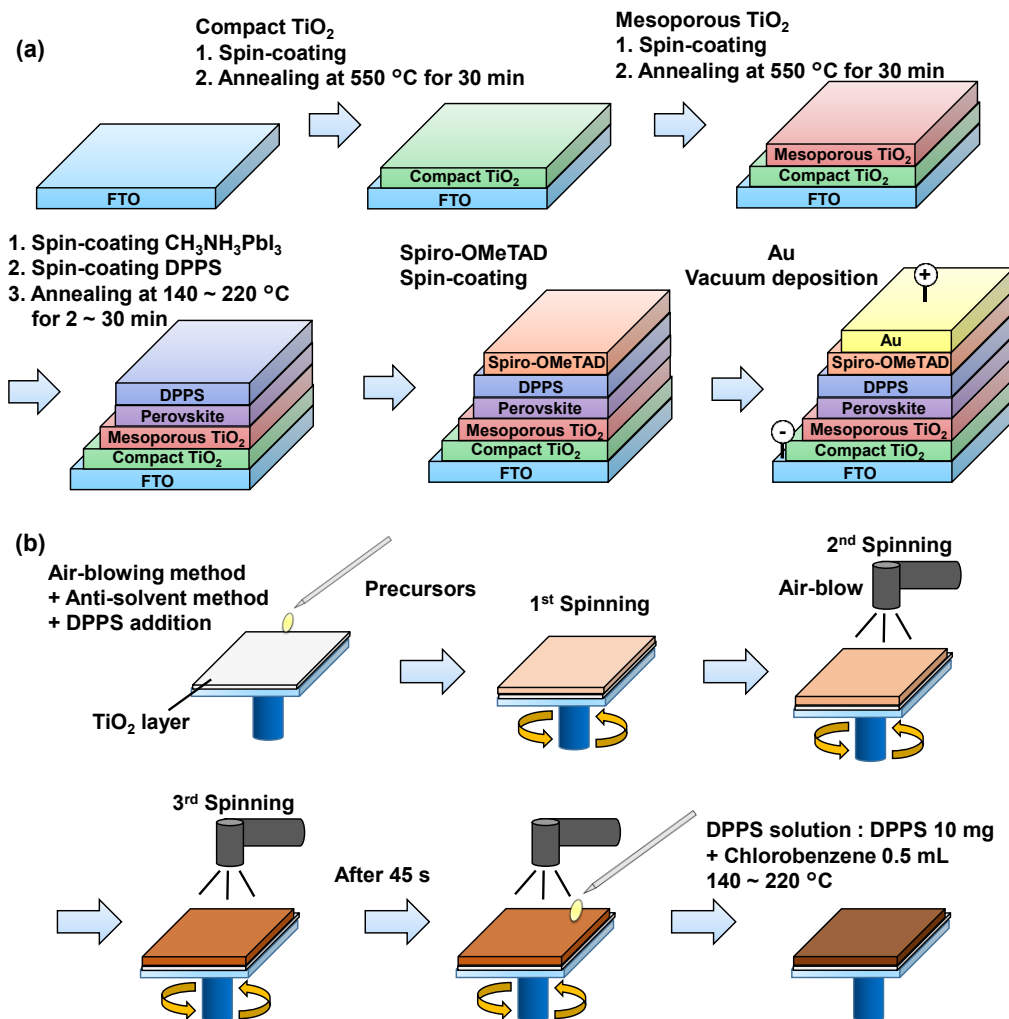 (a)
Compact TiO₂
1. Spin-coating
2. Annealing at 550 °C for 30 min
Mesoporous TiO₂
1. Spin-coating
2. Annealing at 550 °C for 30 min
FTO
Compact TiO₂
FTO
Mesoporous TiO₂
Compact TiO₂
FTO
1. Spin-coating CH₃NH₃PbI₃
2. Spin-coating DPPS
3. Annealing at 140 ~ 220 °C
for 2 ~ 30 min
DPPS
Perovskite
Mesoporous TiO₂
Compact TiO₂
FTO
Spiro-OMeTAD
Spin-coating
Spiro-OMeTAD
DPPS
Perovskite
Mesoporous TiO₂
Compact TiO₂
FTO
Au
Vacuum deposition
+
Au
Spiro-OMeTAD
DPPS
Perovskite
-
Mesoporous TiO₂
Compact TiO₂
FTO
(b)
Air-blowing method
+ Anti-solvent method
+ DPPS addition
Precursors
TiO₂ layer
1ˢᵗ Spinning
2ⁿᵈ Spinning
Air-blow
3ʳᵈ Spinning
After 45 s
DPPS solution : DPPS 10 mg
+ Chlorobenzene 0.5 mL
140 ~ 220 °C